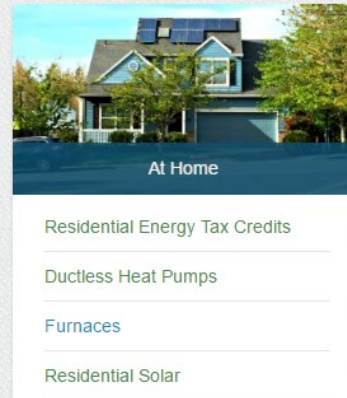 At Home
Residential Energy Tax Credits
Ductless Heat Pumps
Furnaces
Residential Solar